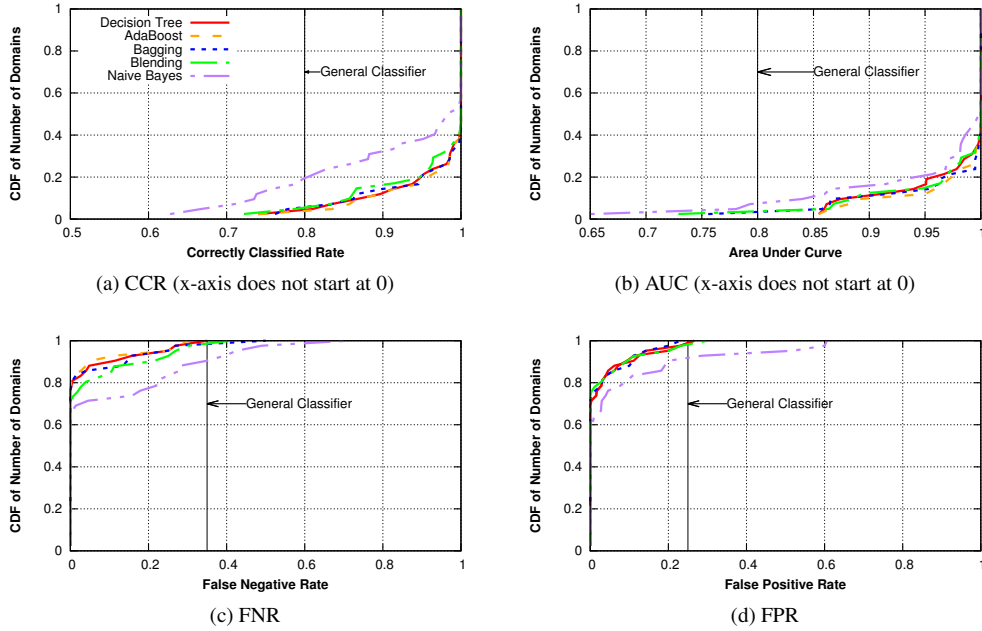 CDF of Number of Domains
1
0.8
0.6
0.4
0.2
0
Decision Tree
AdaBoost
Bagging
Blending
Naive Bayes
General Classifier
0.5 0.6 0.7 0.8 0.9 1
Correctly Classified Rate
(a) CCR (x-axis does not start at 0)
CDF of Number of Domains
1
0.8
0.6
0.4
0.2
0
General Classifier
0.65 0.7 0.75 0.8 0.85 0.9 0.95 1
Area Under Curve
(b) AUC (x-axis does not start at 0)
CDF of Number of Domains
1
0.8
0.6
0.4
0.2
0
General Classifier
0 0.2 0.4 0.6 0.8 1
False Negative Rate
(c) FNR
CDF of Number of Domains
1
0.8
0.6
0.4
0.2
0
General Classifier
0 0.2 0.4 0.6 0.8 1
False Positive Rate
(d) FPR